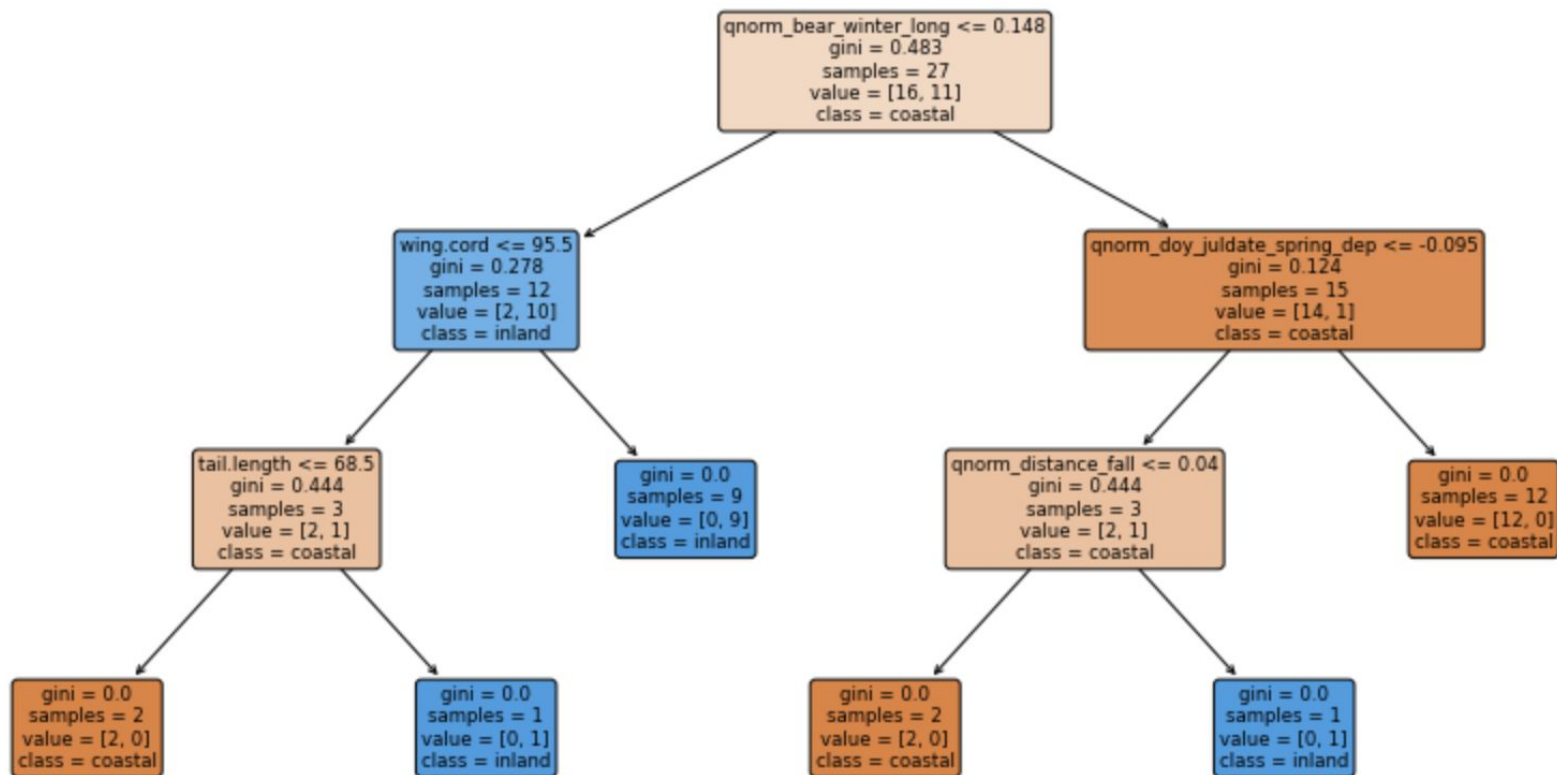 qnorm_bear_winter_long <= 0.148
gini = 0.483
samples = 27
value = [16, 11]
class = coastal
wing.cord <= 95.5
gini = 0.278
samples = 12
value = [2, 10]
class = inland
qnorm_doy_juldate_spring_dep <= -0.095
gini = 0.124
samples = 15
value = [14, 1]
class = coastal
tail.length <= 68.5
gini = 0.444
samples = 3
value = [2, 1]
class = coastal
gini = 0.0
samples = 9
value = [0, 9]
class = inland
qnorm_distance_fall <= 0.04
gini = 0.444
samples = 3
value = [2, 1]
class = coastal
gini = 0.0
samples = 12
value = [12, 0]
class = coastal
gini = 0.0
samples = 2
value = [2, 0]
class = coastal
gini = 0.0
samples = 1
value = [0, 1]
class = inland
gini = 0.0
samples = 2
value = [2, 0]
class = coastal
gini = 0.0
samples = 1
value = [0, 1]
class = inland